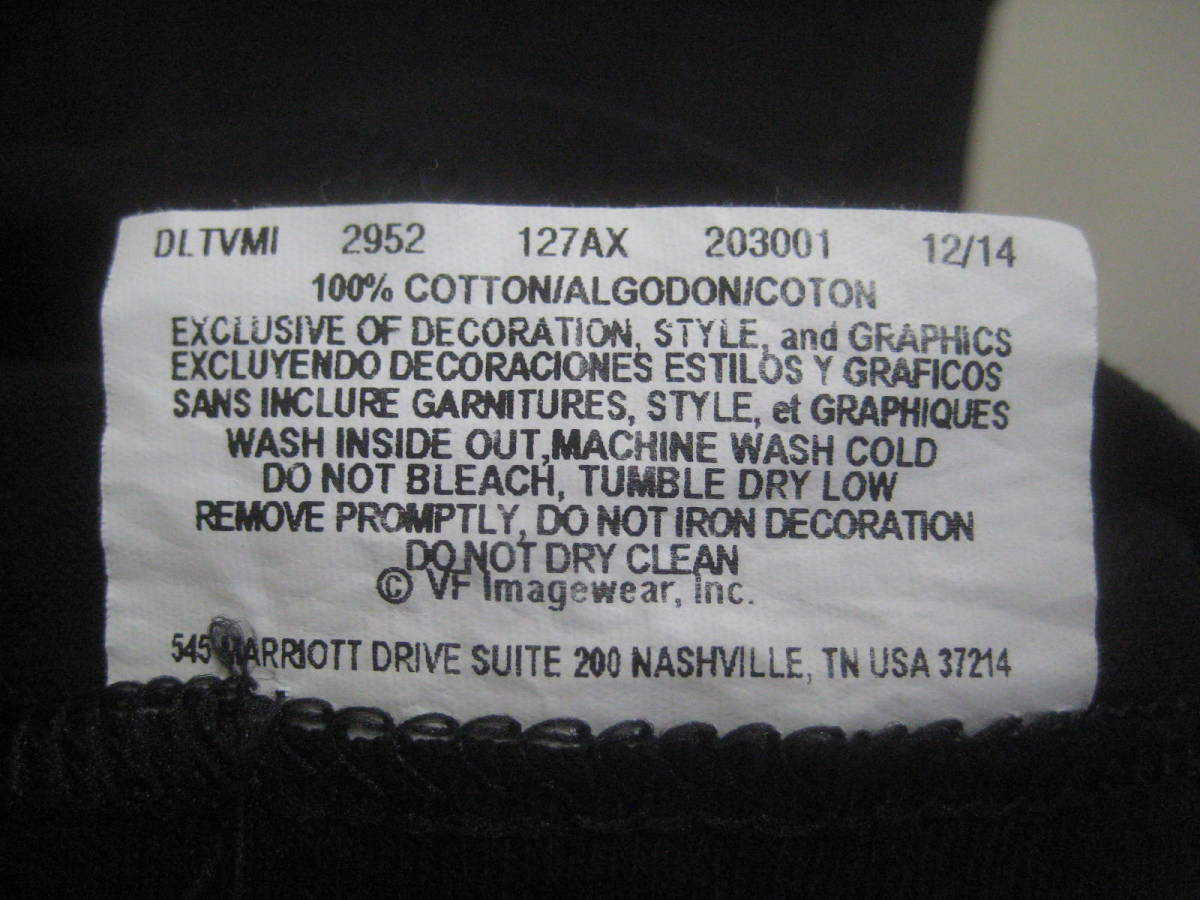 DLTVMI 2952 127AX 203001 12/14
100% COTTON/ALGODON/COTON
EXCLUSIVE OF DECORATION, STYLE, and GRAPHICS
EXCLUYENDO DECORACIONES ESTILOS Y GRAFICOS
SANS INCLURE GARNITURES, STYLE, et GRAPHIQUES
WASH INSIDE OUT,MACHINE WASH COLD
DO NOT BLEACH, TUMBLE DRY LOW
REMOVE PROMPTLY, DO NOT IRON DECORATION
DO NOT DRY CLEAN
© VF Imagewear, Inc.
545 MARRIOTT DRIVE SUITE 200 NASHVILLE, TN USA 37214